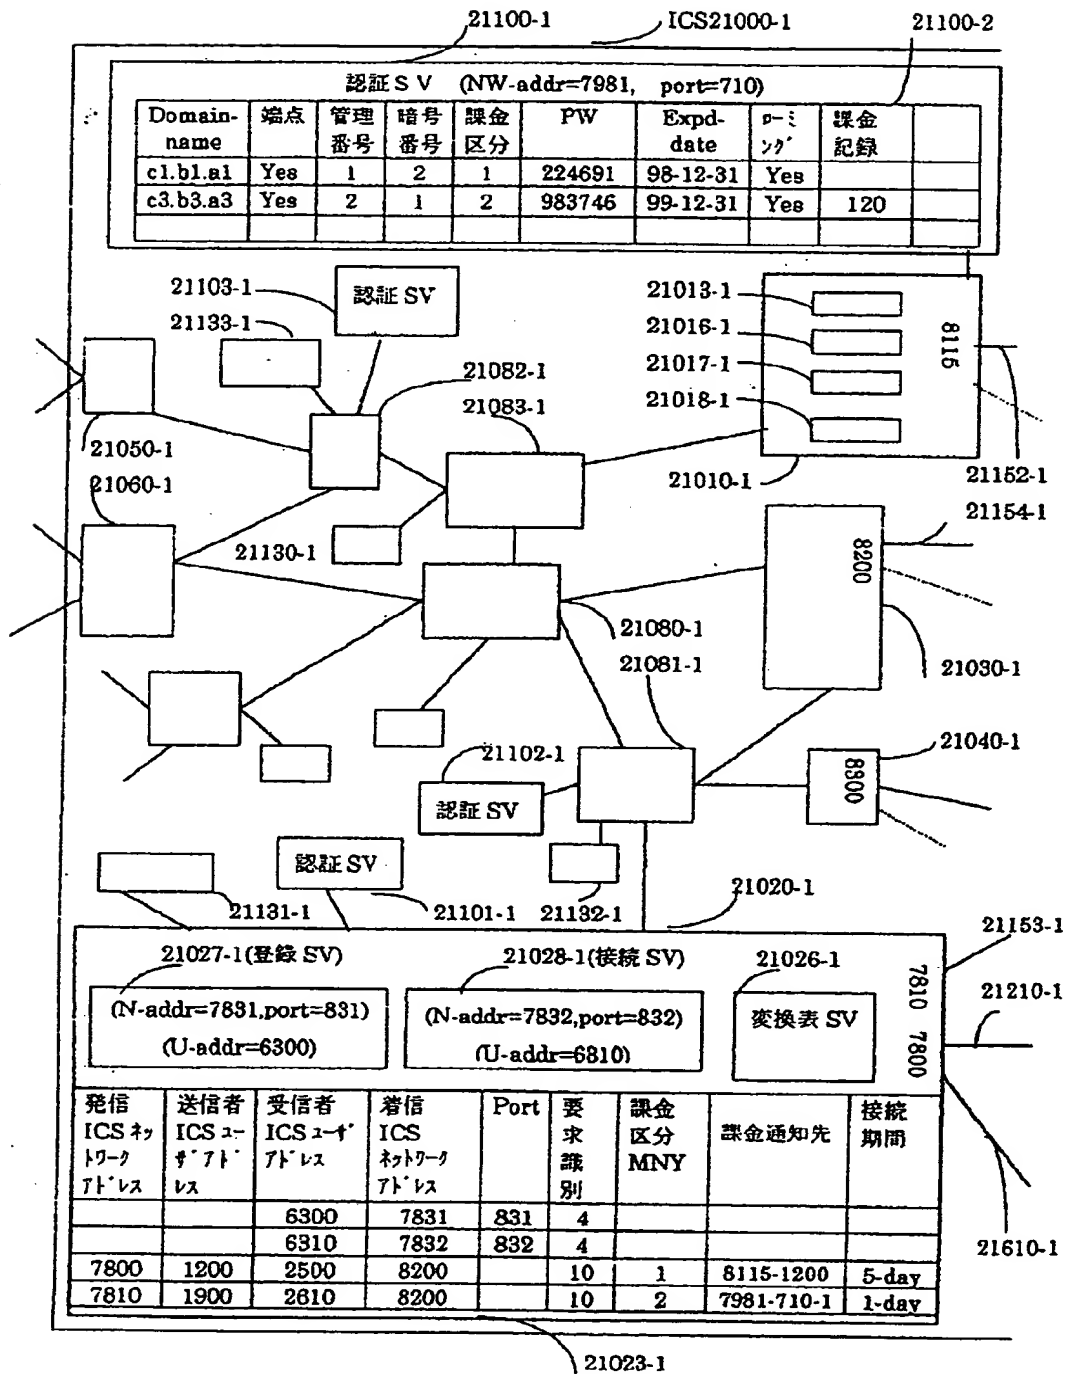 21100-1
ICS21000-1
21100-2
認証SV (NW-addr=7981, port=710)
Domain-name 端点 管理番号 暗号番号 課金区分 PW Expd-date ローミング 課金記録
c1.b1.a1 Yes 1 2 1 224691 98-12-31 Yes
c3.b3.a3 Yes 2 1 2 983746 99-12-31 Yes 120
21103-1
認証 SV
21133-1
21082-1
21083-1
21013-1
21016-1
21017-1
21018-1
8115
21050-1
21060-1
21010-1
21152-1
21154-1
21130-1
8200
21080-1
21081-1
21030-1
21102-1
認証 SV
21040-1
8300
認証 SV
21131-1
21101-1
21132-1
21020-1
21153-1
21027-1(登録 SV)
21028-1(接続 SV)
21026-1
7810 7800
21210-1
(N-addr=7831,port=831)
(U-addr=6300)
(N-addr=7832,port=832)
(U-addr=6310)
変換表 SV
発信ICSネットワークアドレス 送信者ICSユーザアドレス 受信者ICSユーザアドレス 着信ICSネットワークアドレス Port 要求識別 課金区分MNY 課金通知先 接続期間
6300 7831 831 4
6310 7832 832 4
7800 1200 2500 8200 10 1 8115-1200 5-day
7810 1900 2610 8200 10 2 7981-710-1 1-day
21610-1
21023-1